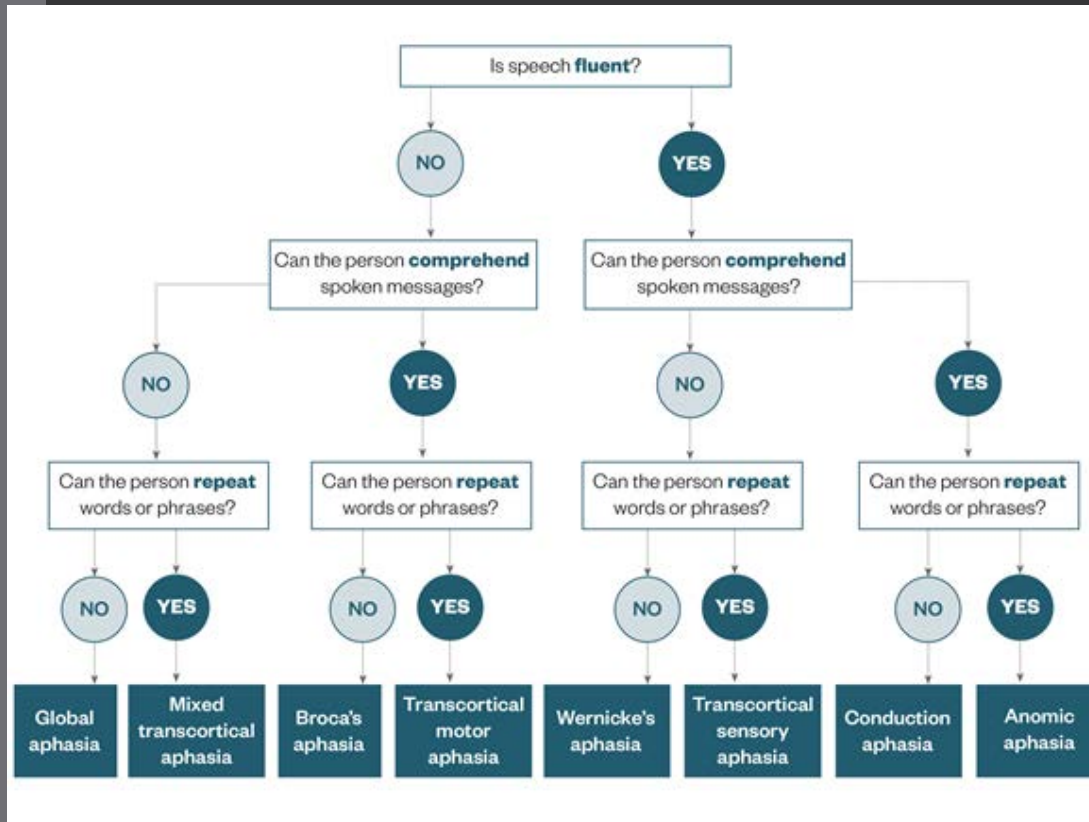 Is speech fluent?
NO
YES
Can the person comprehend
spoken messages?
Can the person comprehend
spoken messages?
NO
YES
NO
YES
Can the person repeat
words or phrases?
Can the person repeat
words or phrases?
Can the person repeat
words or phrases?
Can the person repeat
words or phrases?
NO
YES
NO
YES
NO
YES
NO
YES
Global
aphasia
Mixed
transcortical
aphasia
Broca's
aphasia
Transcortical
motor
aphasia
Wernicke's
aphasia
Transcortical
sensory
aphasia
Conduction
aphasia
Anomic
aphasia